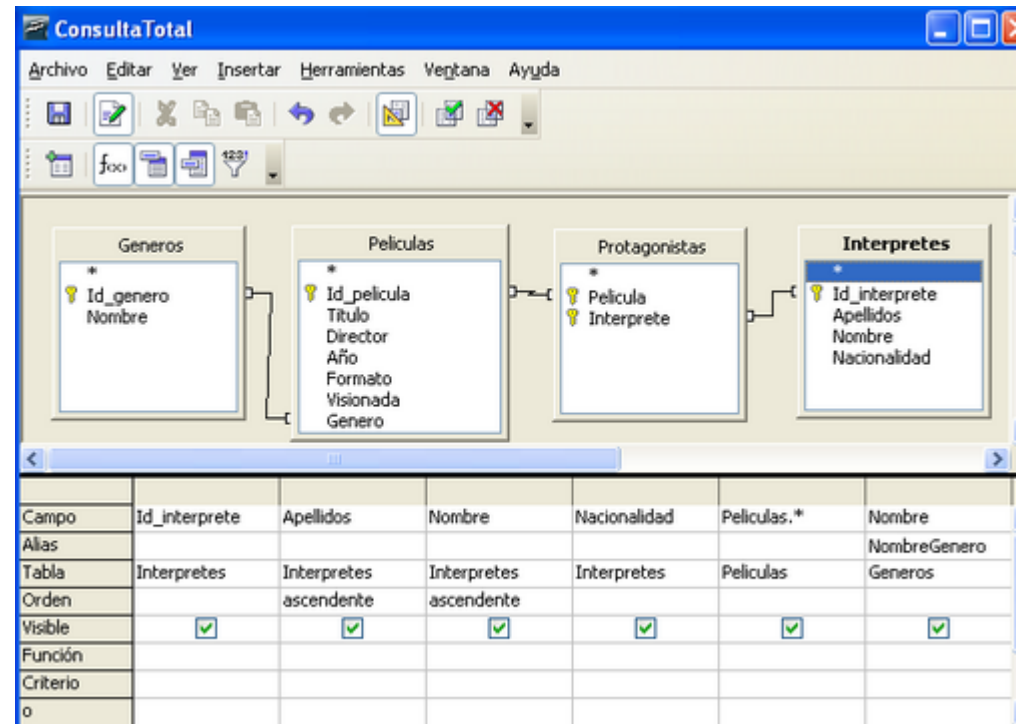 ConsultaTotal
Archivo Editar Ver Insertar Herramientas Ventana Ayuda
f(x) 123!
Generos
*
Id_genero
Nombre
Peliculas
*
Id_pelicula
Titulo
Director
Año
Formato
Visionada
Genero
Protagonistas
*
Pelicula
Interprete
Interpretes
*
Id_interprete
Apellidos
Nombre
Nacionalidad
Campo Id_interprete Apellidos Nombre Nacionalidad Peliculas.* Nombre
Alias NombreGenero
Tabla Interpretes Interpretes Interpretes Interpretes Peliculas Generos
Orden ascendente ascendente
Visible
Función
Criterio
o